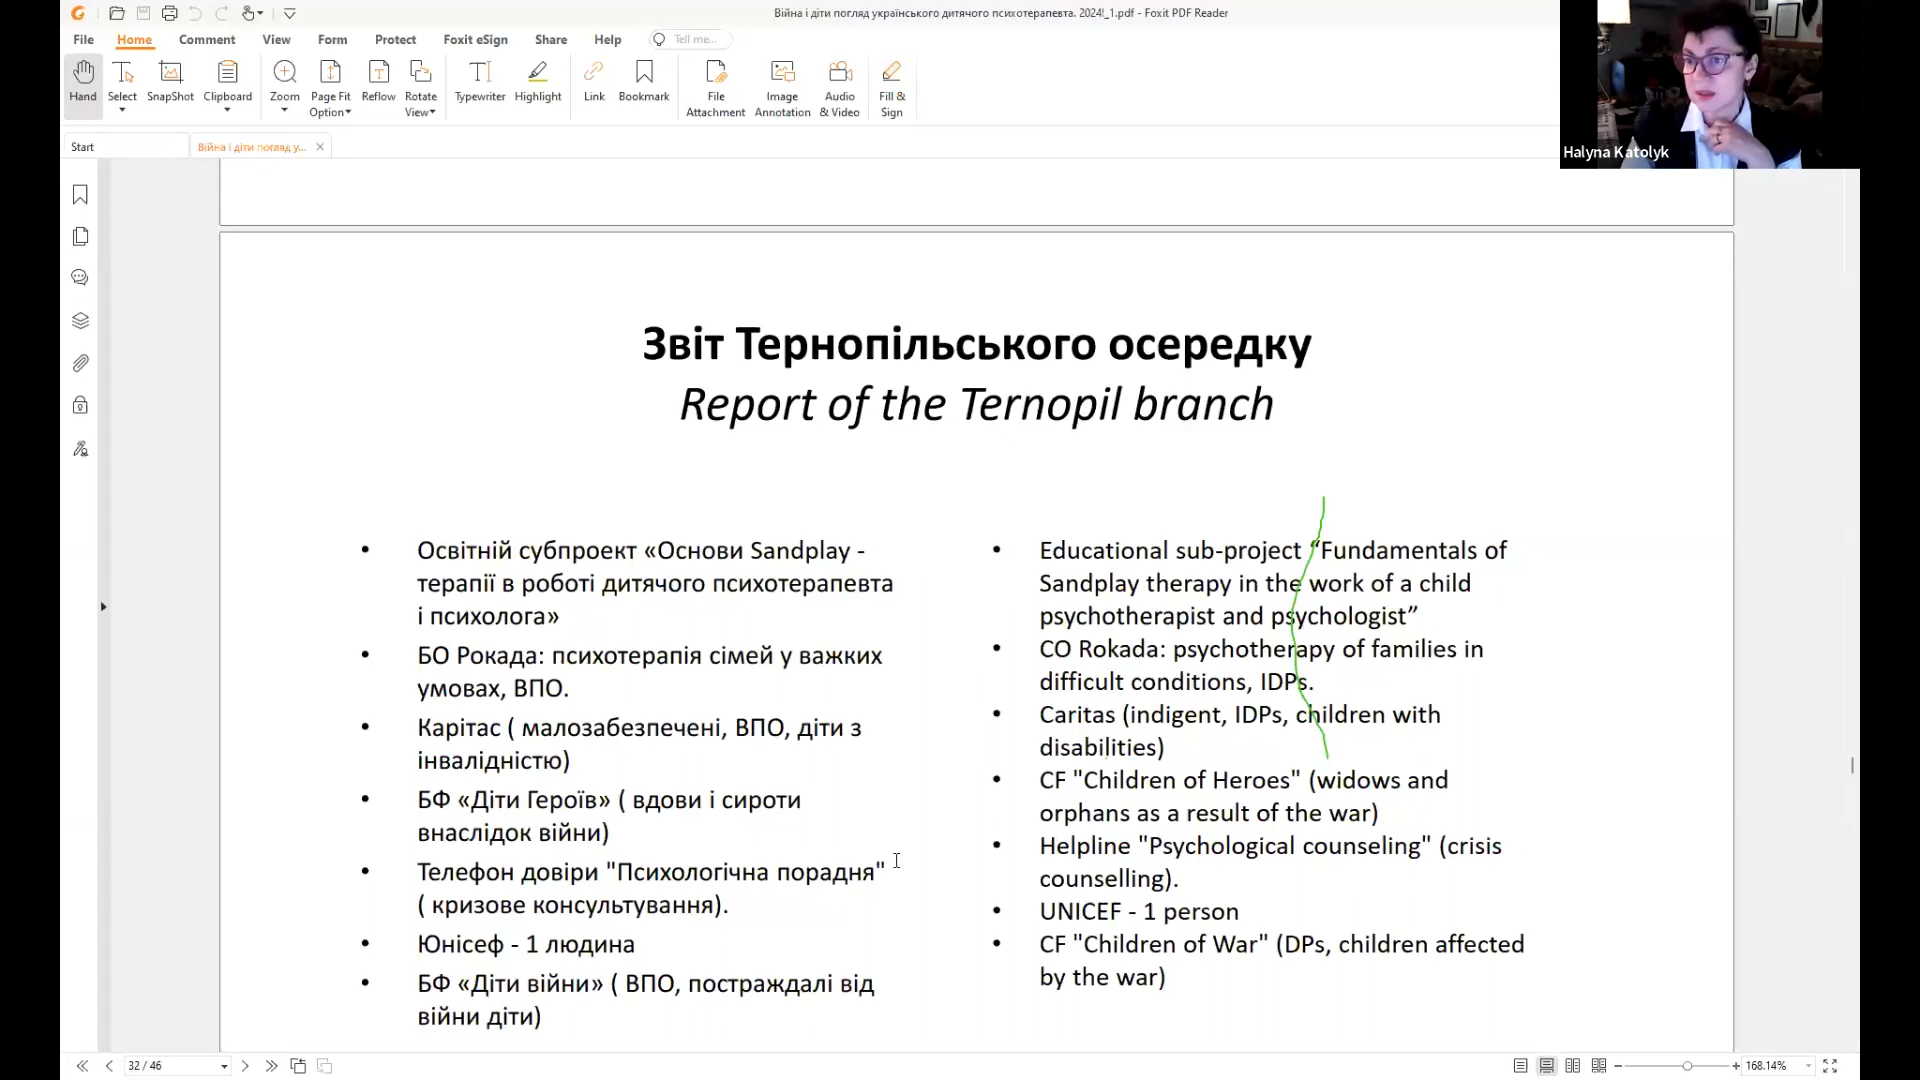 Війна і діти погляд українського дитячого психотерапевта. 2024!_1.pdf - Foxit PDF Reader
File Home Comment View Form Protect Foxit eSign Share Help Tell me...
Hand Select SnapShot Clipboard Zoom Page Fit Option Reflow Rotate View Typewriter Highlight Link Bookmark File Attachment Image Annotation Audio & Video Fill & Sign
Halyna Katolyk
Start Війна і діти погляд у...
Звіт Тернопільського осередку
Report of the Ternopil branch
• Освітній субпроект «Основи Sandplay -
терапії в роботі дитячого психотерапевта
і психолога»
• БО Рокада: психотерапія сімей у важких
умовах, ВПО.
• Карітас ( малозабезпечені, ВПО, діти з
інвалідністю)
• БФ «Діти Героїв» ( вдови і сироти
внаслідок війни)
• Телефон довіри "Психологічна порадня"
( кризове консультування).
• Юнісеф - 1 людина
• БФ «Діти війни» ( ВПО, постраждалі від
війни діти)
• Educational sub-project “Fundamentals of
Sandplay therapy in the work of a child
psychotherapist and psychologist”
• CO Rokada: psychotherapy of families in
difficult conditions, IDPs.
• Caritas (indigent, IDPs, children with
disabilities)
• CF "Children of Heroes" (widows and
orphans as a result of the war)
• Helpline "Psychological counseling" (crisis
counselling).
• UNICEF - 1 person
• CF "Children of War" (DPs, children affected
by the war)
32 / 46
168.14%